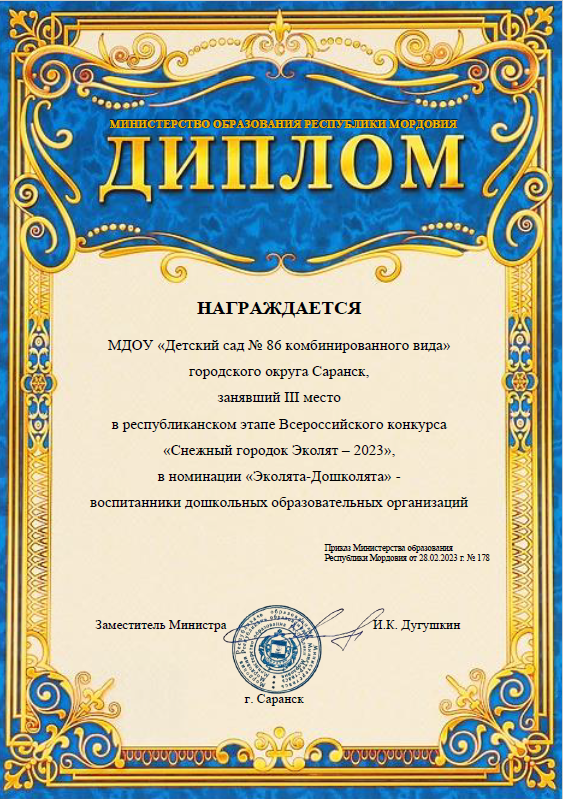 МИНИСТЕРСТВО ОБРАЗОВАНИЯ РЕСПУБЛИКИ МОРДОВИЯ
ДИПЛОМ
НАГРАЖДАЕТСЯ
МДОУ «Детский сад № 86 комбинированного вида»
городского округа Саранск,
занявший III место
в республиканском этапе Всероссийского конкурса
«Снежный городок Эколят – 2023»,
в номинации «Эколята-Дошколята» -
воспитанники дошкольных образовательных организаций
Приказ Министерства образования
Республики Мордовия от 28.02.2023 г. № 178
Заместитель Министра И.К. Дугушкин
г. Саранск